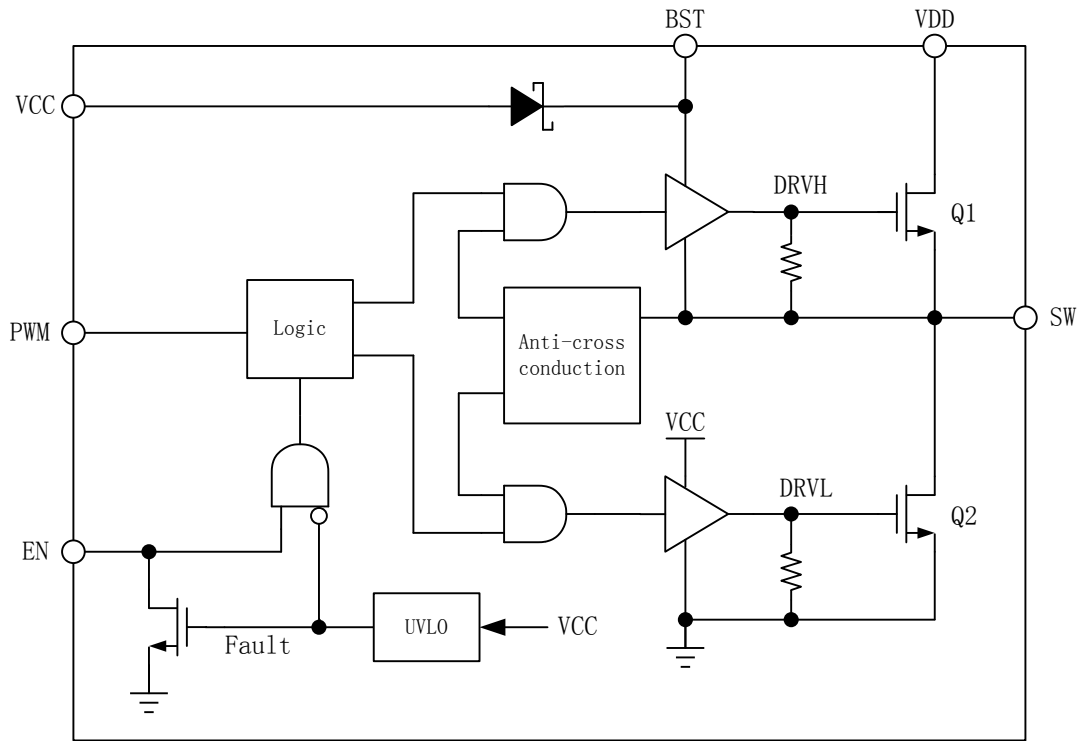 BST
VDD
VCC
DRVH
Q1
PWM
Logic
Anti-cross
conduction
SW
VCC
DRVL
Q2
EN
Fault
UVLO
VCC